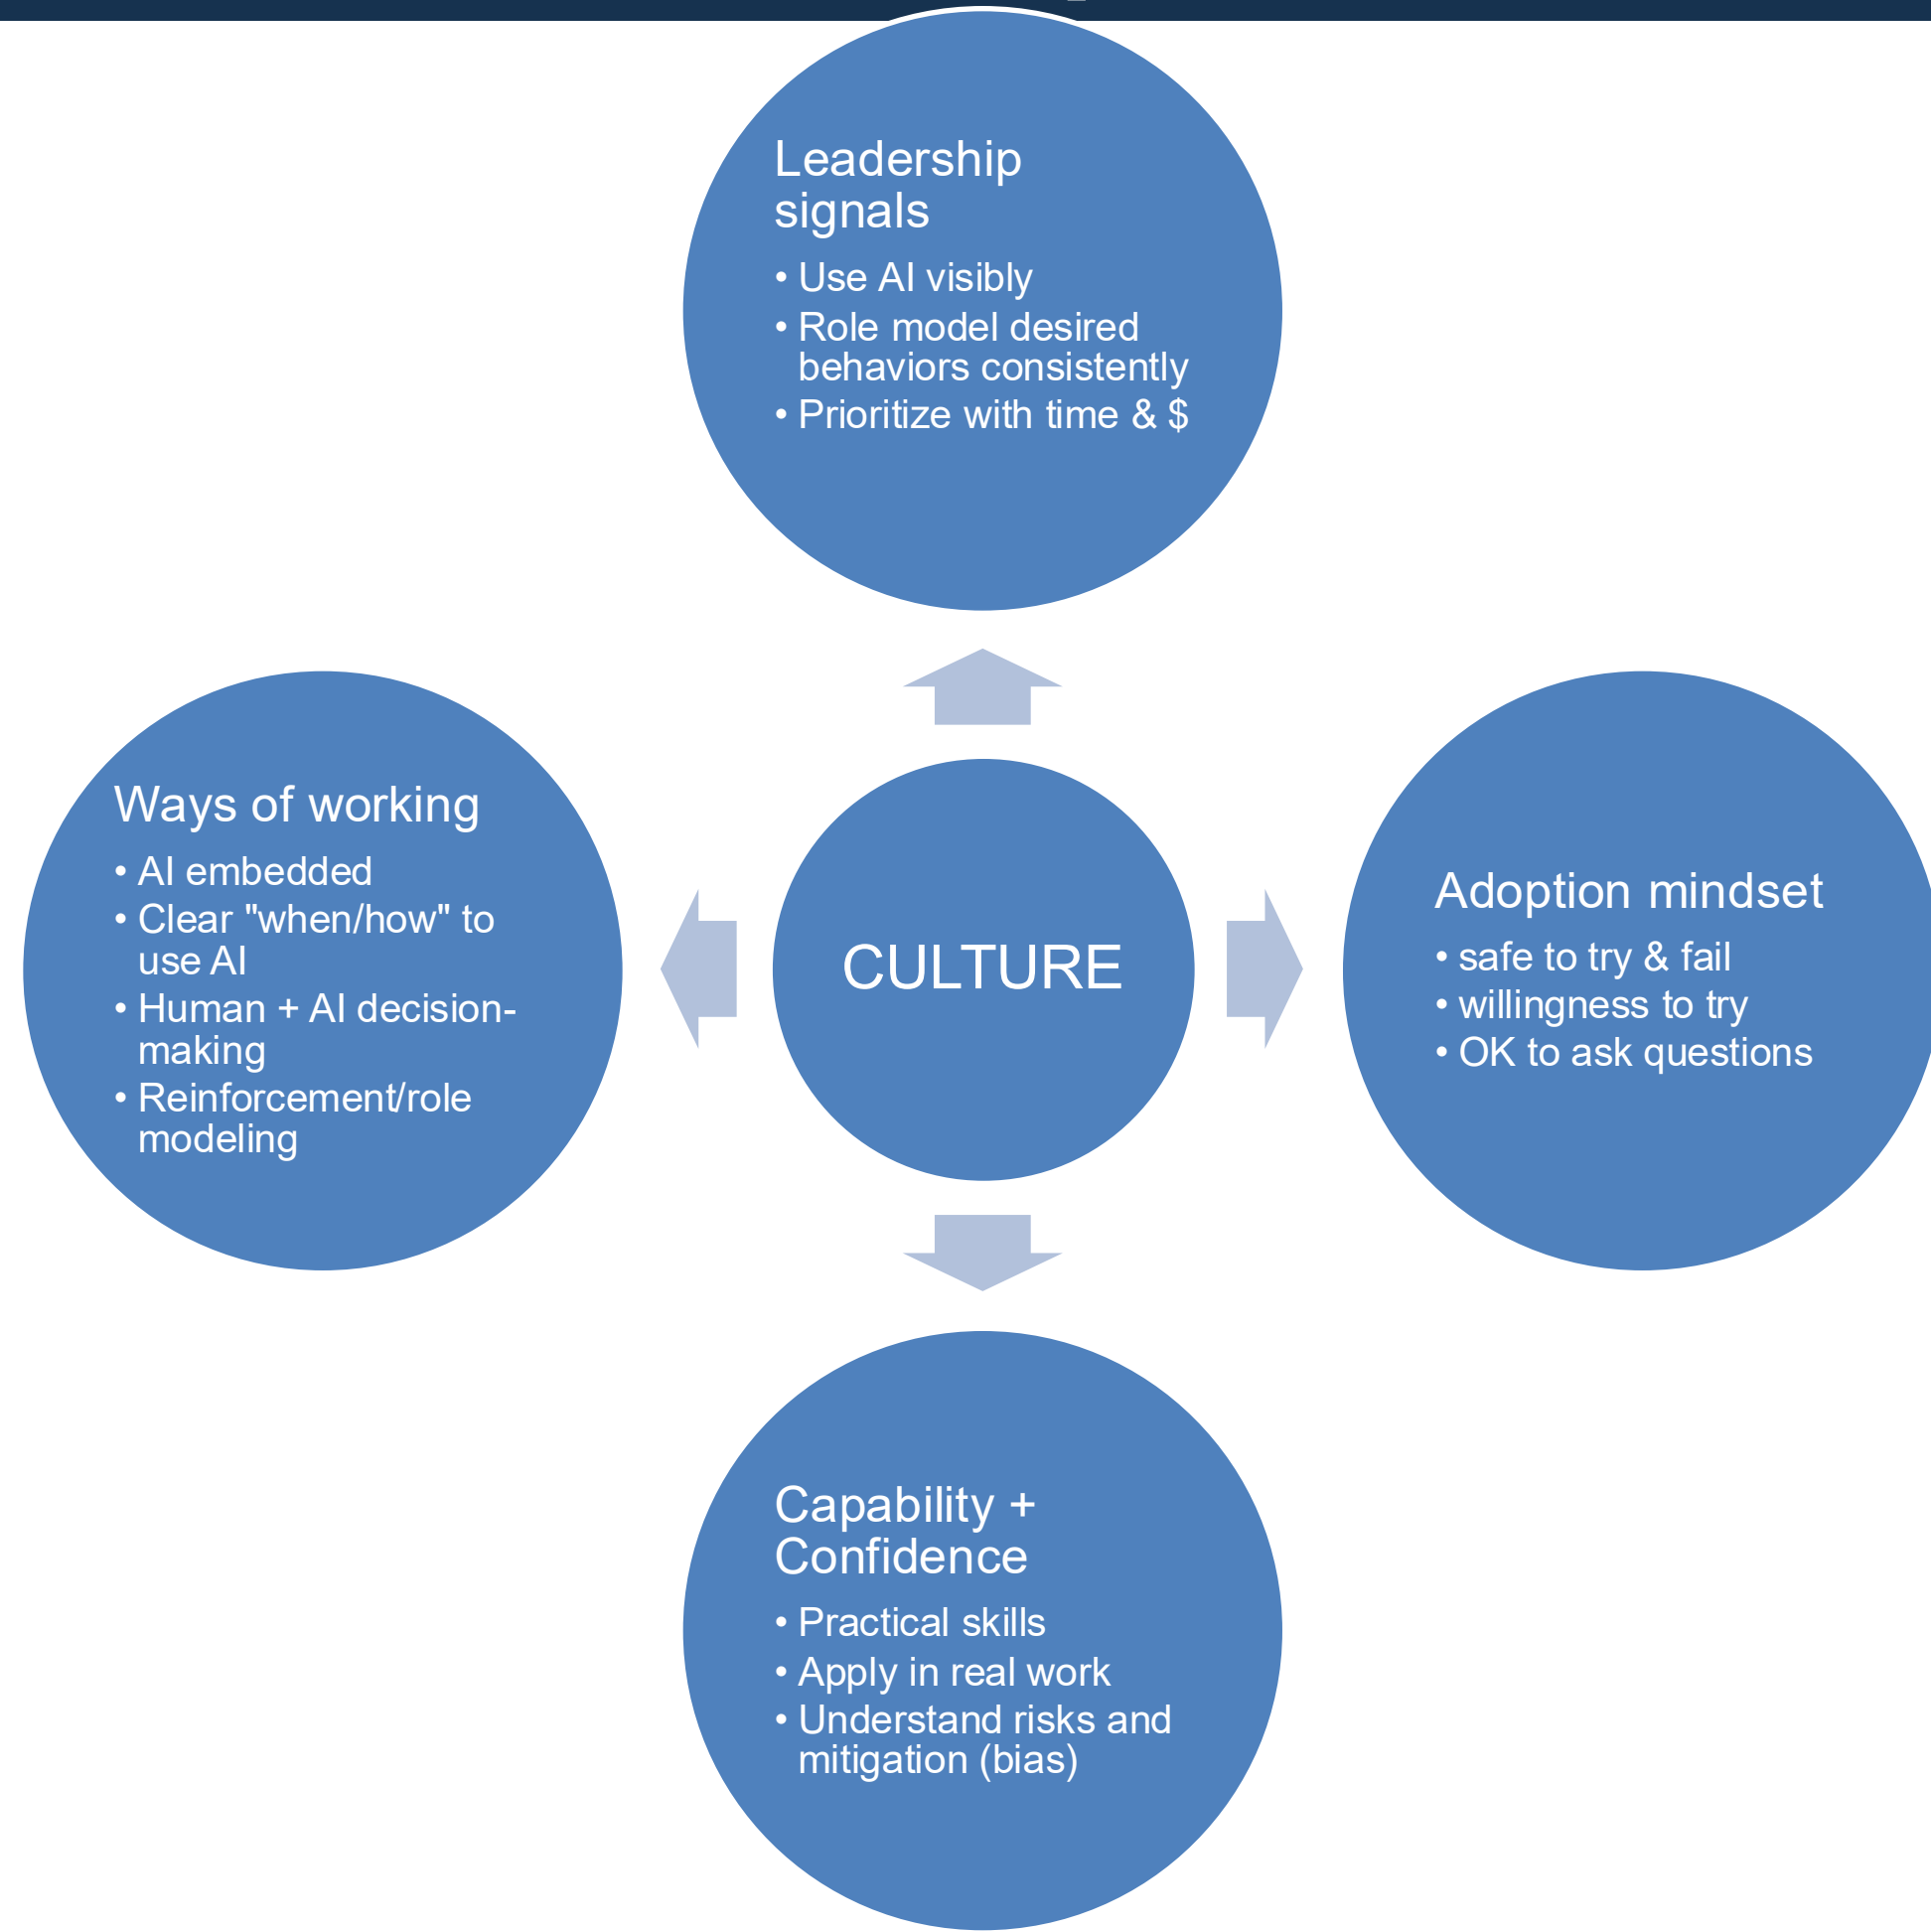 Leadership
signals
• Use AI visibly
• Role model desired
behaviors consistently
• Prioritize with time & $
Ways of working
• AI embedded
• Clear "when/how" to
use AI
• Human + AI decision-
making
• Reinforcement/role
modeling
CULTURE
Adoption mindset
• safe to try & fail
• willingness to try
• OK to ask questions
Capability +
Confidence
• Practical skills
• Apply in real work
• Understand risks and
mitigation (bias)